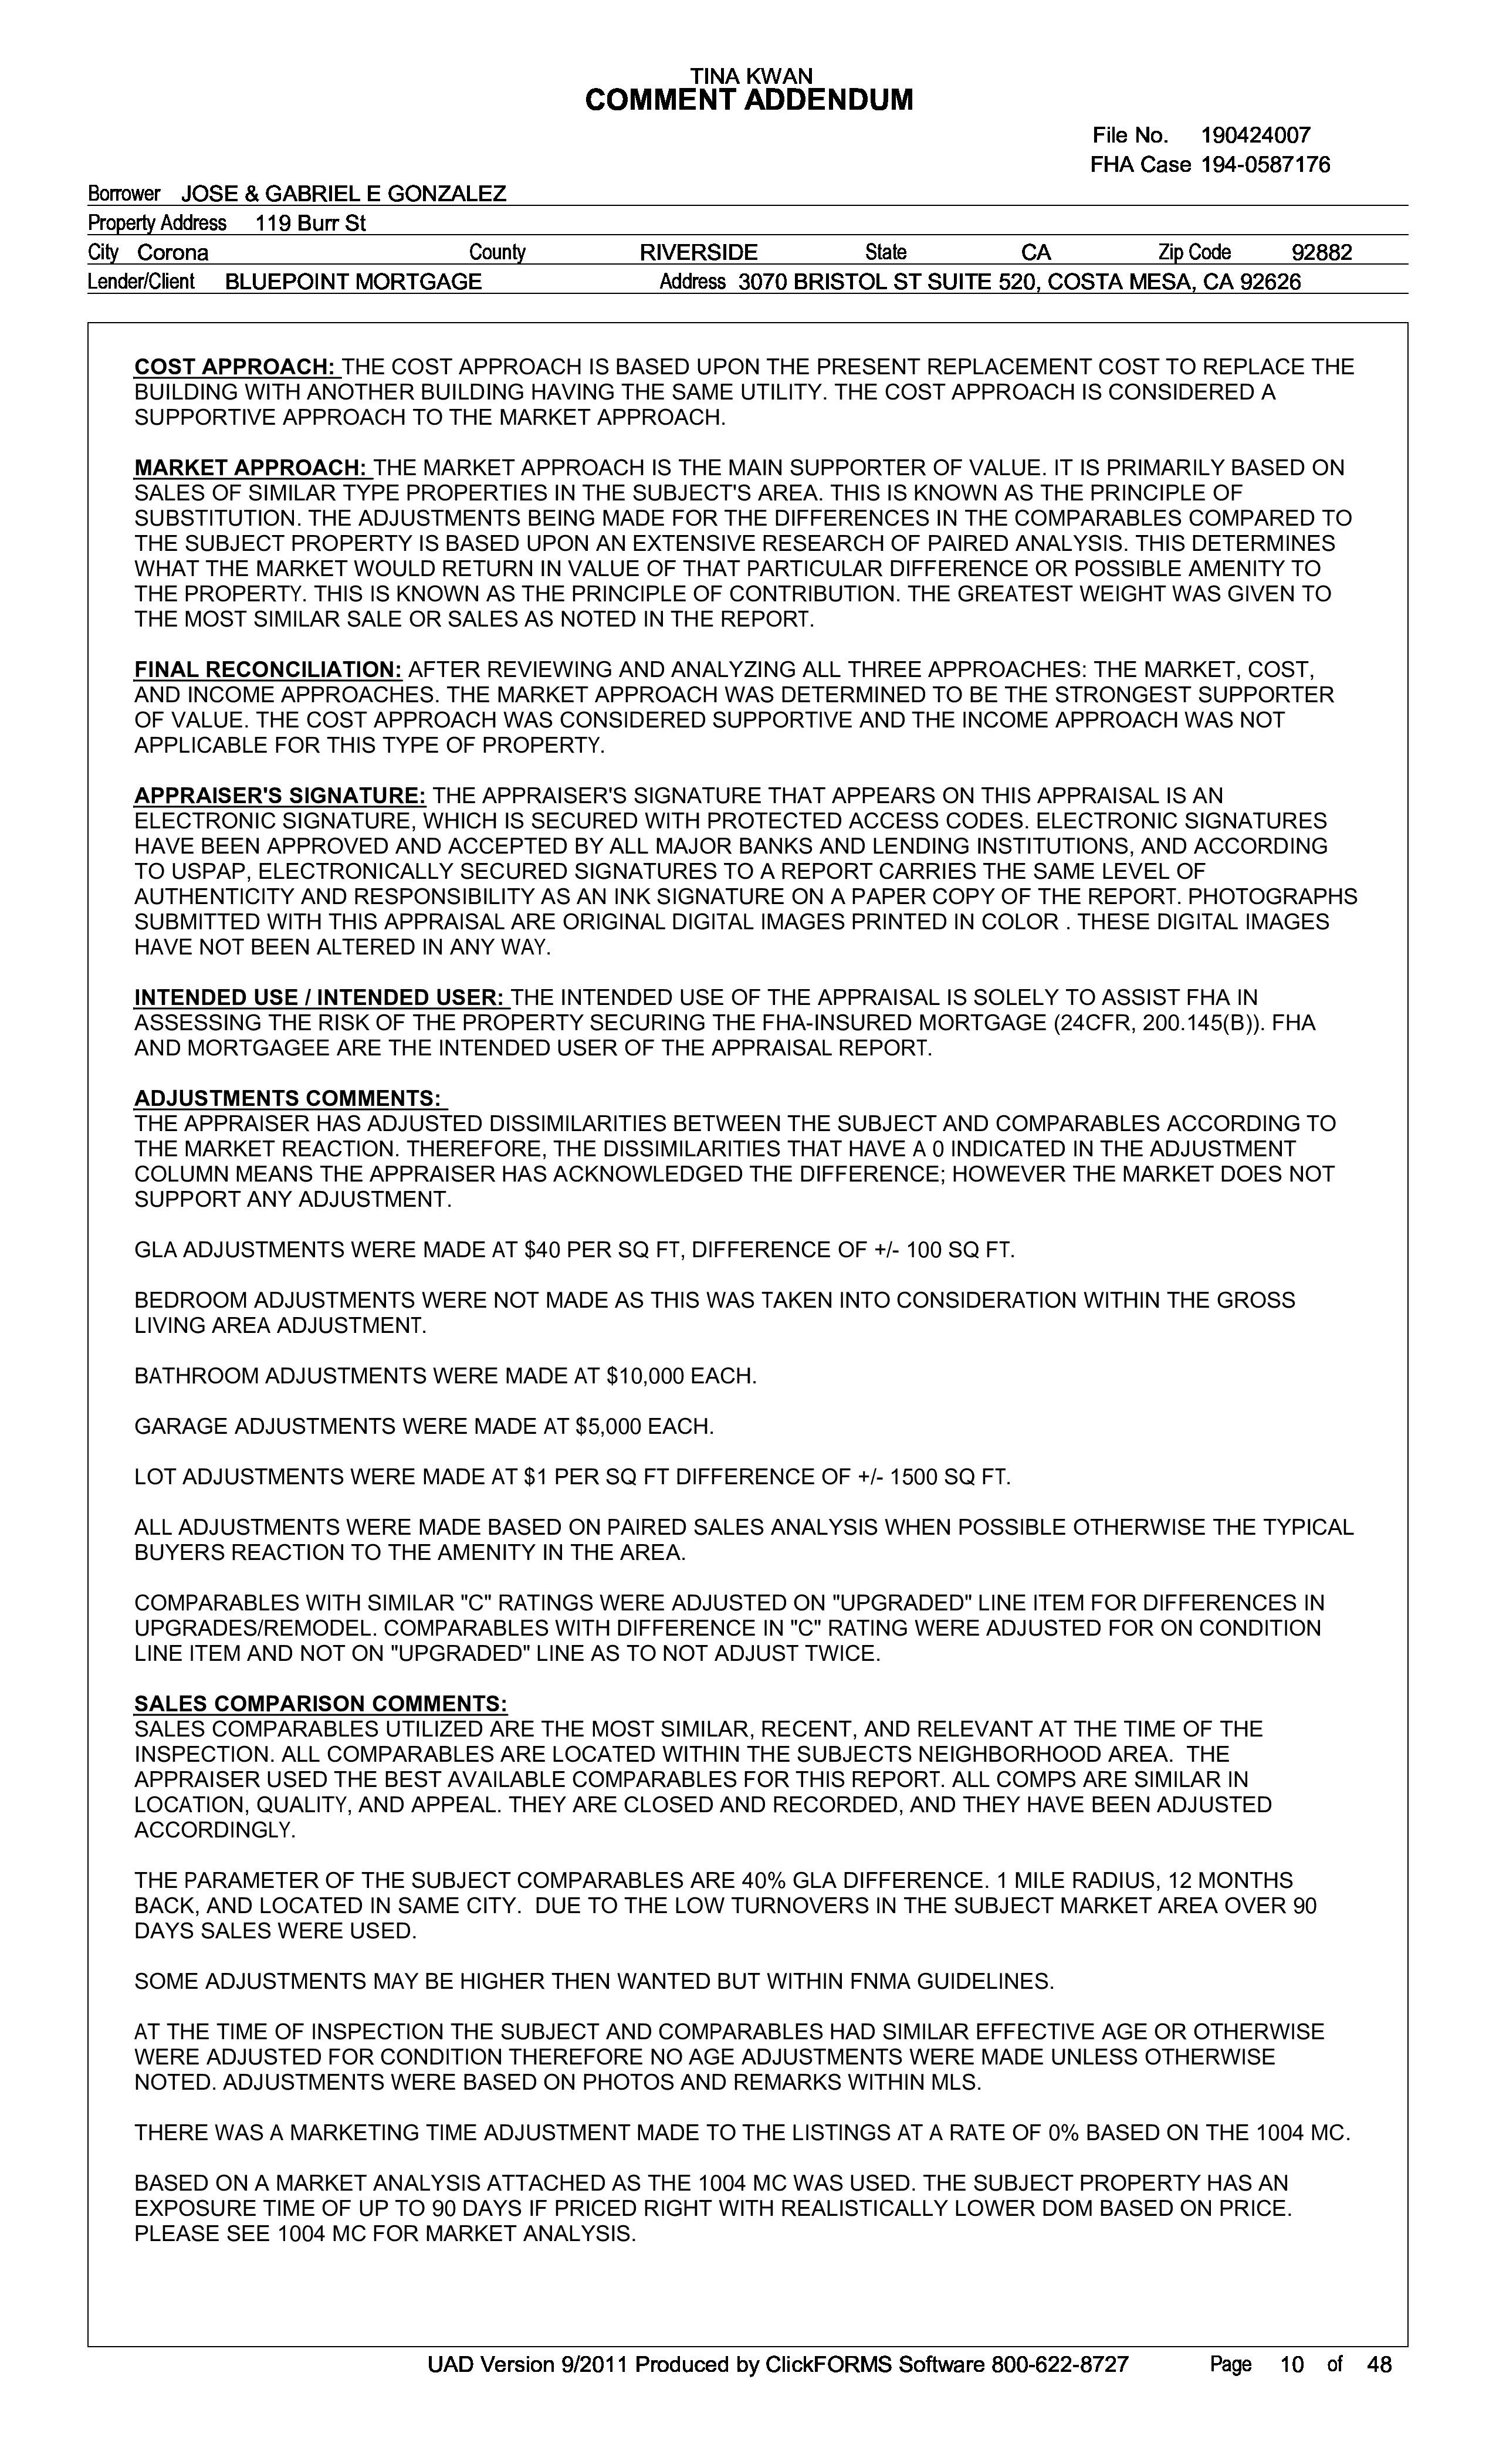 TINA KWAN
COMMENT ADDENDUM
File No. 190424007
FHA Case 194-0587176
Borrower JOSE & GABRIEL E GONZALEZ
Property Address 119 Burr St
City Corona County RIVERSIDE State CA Zip Code 92882
Lender/Client BLUEPOINT MORTGAGE Address 3070 BRISTOL ST SUITE 520, COSTA MESA, CA 92626
COST APPROACH: THE COST APPROACH IS BASED UPON THE PRESENT REPLACEMENT COST TO REPLACE THE
BUILDING WITH ANOTHER BUILDING HAVING THE SAME UTILITY. THE COST APPROACH IS CONSIDERED A
SUPPORTIVE APPROACH TO THE MARKET APPROACH.
MARKET APPROACH: THE MARKET APPROACH IS THE MAIN SUPPORTER OF VALUE. IT IS PRIMARILY BASED ON
SALES OF SIMILAR TYPE PROPERTIES IN THE SUBJECT'S AREA. THIS IS KNOWN AS THE PRINCIPLE OF
SUBSTITUTION. THE ADJUSTMENTS BEING MADE FOR THE DIFFERENCES IN THE COMPARABLES COMPARED TO
THE SUBJECT PROPERTY IS BASED UPON AN EXTENSIVE RESEARCH OF PAIRED ANALYSIS. THIS DETERMINES
WHAT THE MARKET WOULD RETURN IN VALUE OF THAT PARTICULAR DIFFERENCE OR POSSIBLE AMENITY TO
THE PROPERTY. THIS IS KNOWN AS THE PRINCIPLE OF CONTRIBUTION. THE GREATEST WEIGHT WAS GIVEN TO
THE MOST SIMILAR SALE OR SALES AS NOTED IN THE REPORT.
FINAL RECONCILIATION: AFTER REVIEWING AND ANALYZING ALL THREE APPROACHES: THE MARKET, COST,
AND INCOME APPROACHES. THE MARKET APPROACH WAS DETERMINED TO BE THE STRONGEST SUPPORTER
OF VALUE. THE COST APPROACH WAS CONSIDERED SUPPORTIVE AND THE INCOME APPROACH WAS NOT
APPLICABLE FOR THIS TYPE OF PROPERTY.
APPRAISER'S SIGNATURE: THE APPRAISER'S SIGNATURE THAT APPEARS ON THIS APPRAISAL IS AN
ELECTRONIC SIGNATURE, WHICH IS SECURED WITH PROTECTED ACCESS CODES. ELECTRONIC SIGNATURES
HAVE BEEN APPROVED AND ACCEPTED BY ALL MAJOR BANKS AND LENDING INSTITUTIONS, AND ACCORDING
TO USPAP, ELECTRONICALLY SECURED SIGNATURES TO A REPORT CARRIES THE SAME LEVEL OF
AUTHENTICITY AND RESPONSIBILITY AS AN INK SIGNATURE ON A PAPER COPY OF THE REPORT. PHOTOGRAPHS
SUBMITTED WITH THIS APPRAISAL ARE ORIGINAL DIGITAL IMAGES PRINTED IN COLOR . THESE DIGITAL IMAGES
HAVE NOT BEEN ALTERED IN ANY WAY.
INTENDED USE / INTENDED USER: THE INTENDED USE OF THE APPRAISAL IS SOLELY TO ASSIST FHA IN
ASSESSING THE RISK OF THE PROPERTY SECURING THE FHA-INSURED MORTGAGE (24CFR, 200.145(B)). FHA
AND MORTGAGEE ARE THE INTENDED USER OF THE APPRAISAL REPORT.
ADJUSTMENTS COMMENTS:
THE APPRAISER HAS ADJUSTED DISSIMILARITIES BETWEEN THE SUBJECT AND COMPARABLES ACCORDING TO
THE MARKET REACTION. THEREFORE, THE DISSIMILARITIES THAT HAVE A 0 INDICATED IN THE ADJUSTMENT
COLUMN MEANS THE APPRAISER HAS ACKNOWLEDGED THE DIFFERENCE; HOWEVER THE MARKET DOES NOT
SUPPORT ANY ADJUSTMENT.
GLA ADJUSTMENTS WERE MADE AT $40 PER SQ FT, DIFFERENCE OF +/- 100 SQ FT.
BEDROOM ADJUSTMENTS WERE NOT MADE AS THIS WAS TAKEN INTO CONSIDERATION WITHIN THE GROSS
LIVING AREA ADJUSTMENT.
BATHROOM ADJUSTMENTS WERE MADE AT $10,000 EACH.
GARAGE ADJUSTMENTS WERE MADE AT $5,000 EACH.
LOT ADJUSTMENTS WERE MADE AT $1 PER SQ FT DIFFERENCE OF +/- 1500 SQ FT.
ALL ADJUSTMENTS WERE MADE BASED ON PAIRED SALES ANALYSIS WHEN POSSIBLE OTHERWISE THE TYPICAL
BUYERS REACTION TO THE AMENITY IN THE AREA.
COMPARABLES WITH SIMILAR "C" RATINGS WERE ADJUSTED ON "UPGRADED" LINE ITEM FOR DIFFERENCES IN
UPGRADES/REMODEL. COMPARABLES WITH DIFFERENCE IN "C" RATING WERE ADJUSTED FOR ON CONDITION
LINE ITEM AND NOT ON "UPGRADED" LINE AS TO NOT ADJUST TWICE.
SALES COMPARISON COMMENTS:
SALES COMPARABLES UTILIZED ARE THE MOST SIMILAR, RECENT, AND RELEVANT AT THE TIME OF THE
INSPECTION. ALL COMPARABLES ARE LOCATED WITHIN THE SUBJECTS NEIGHBORHOOD AREA. THE
APPRAISER USED THE BEST AVAILABLE COMPARABLES FOR THIS REPORT. ALL COMPS ARE SIMILAR IN
LOCATION, QUALITY, AND APPEAL. THEY ARE CLOSED AND RECORDED, AND THEY HAVE BEEN ADJUSTED
ACCORDINGLY.
THE PARAMETER OF THE SUBJECT COMPARABLES ARE 40% GLA DIFFERENCE. 1 MILE RADIUS, 12 MONTHS
BACK, AND LOCATED IN SAME CITY. DUE TO THE LOW TURNOVERS IN THE SUBJECT MARKET AREA OVER 90
DAYS SALES WERE USED.
SOME ADJUSTMENTS MAY BE HIGHER THEN WANTED BUT WITHIN FNMA GUIDELINES.
AT THE TIME OF INSPECTION THE SUBJECT AND COMPARABLES HAD SIMILAR EFFECTIVE AGE OR OTHERWISE
WERE ADJUSTED FOR CONDITION THEREFORE NO AGE ADJUSTMENTS WERE MADE UNLESS OTHERWISE
NOTED. ADJUSTMENTS WERE BASED ON PHOTOS AND REMARKS WITHIN MLS.
THERE WAS A MARKETING TIME ADJUSTMENT MADE TO THE LISTINGS AT A RATE OF 0% BASED ON THE 1004 MC.
BASED ON A MARKET ANALYSIS ATTACHED AS THE 1004 MC WAS USED. THE SUBJECT PROPERTY HAS AN
EXPOSURE TIME OF UP TO 90 DAYS IF PRICED RIGHT WITH REALISTICALLY LOWER DOM BASED ON PRICE.
PLEASE SEE 1004 MC FOR MARKET ANALYSIS.
UAD Version 9/2011 Produced by ClickFORMS Software 800-622-8727 Page 10 of 48